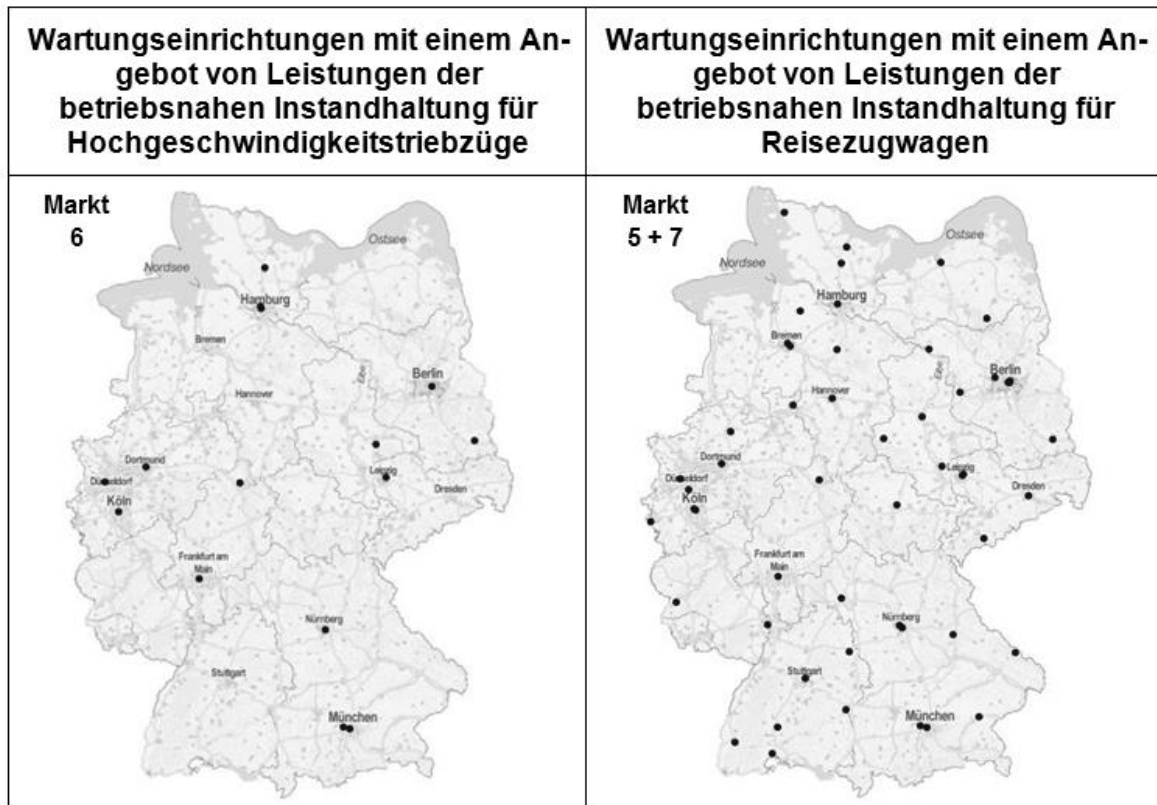 Wartungseinrichtungen mit einem An-
gebot von Leistungen der
betriebsnahen Instandhaltung für
Hochgeschwindigkeitstriebzüge
Wartungseinrichtungen mit einem An-
gebot von Leistungen der
betriebsnahen Instandhaltung für
Reisezugwagen
Markt
6
Ostsee
Nordsee
Hamburg
Bremen
Elbe
Berlin
Hannover
Dortmund
Düsseldorf
Leipzig
Köln
Dresden
Frankfurt am
Main
Nürnberg
Stuttgart
München
Markt
5 + 7
Ostsee
Nordsee
Hamburg
Bremen
Elbe
Berlin
Hannover
Dortmund
Düsseldorf
Leipzig
Köln
Dresden
Frankfurt am
Main
Nürnberg
Stuttgart
München